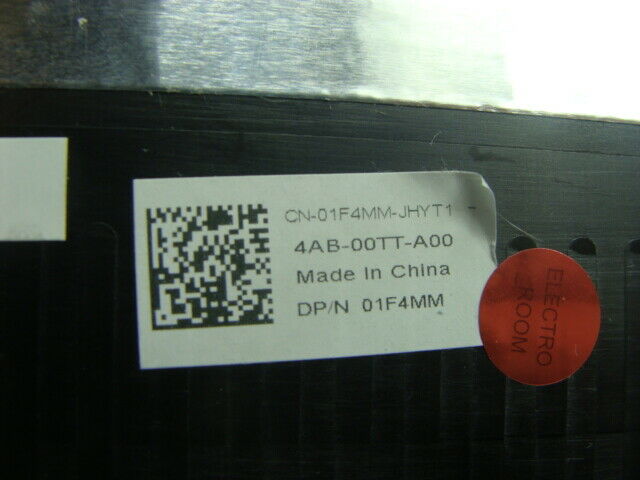 CN-01F4MM-JHYT1 -
4AB-00TT-A00
Made In China
DP/N 01F4MM
ELECTRO
ROOM